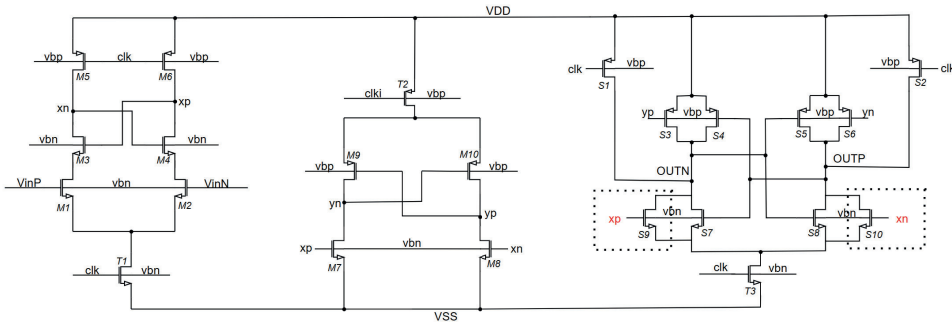 VDD
vbp clk vbp
M5 M6
clk vbp
S1
vbp clk
S2
T2
clki vbp
xn xp
yp vbp
S3 S4
vbp yn
S5 S6
vbn vbn
M3 M4
M9 M10
vbp vbp
OUTN OUTP
VinP vbn VinN
M1 M2
yn yp
xp vbn
S9 S7
vbn xn
S8 S10
xp vbn xn
M7 M8
T1
clk vbn
clk vbn
T3
VSS